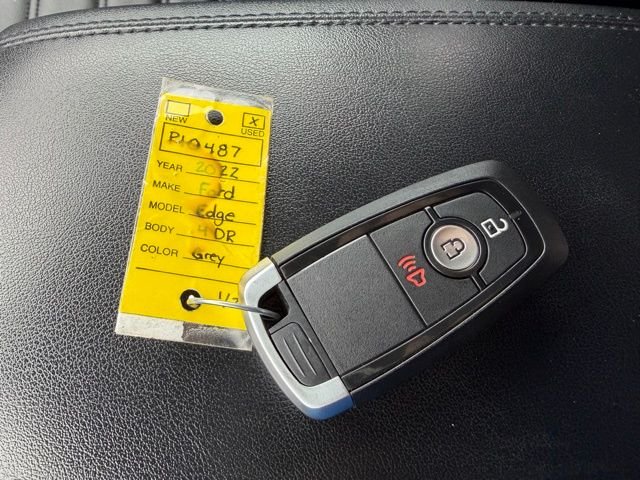 NEW
X
USED
P10487
YEAR 2022
MAKE Ford
MODEL Edge
BODY 4 DR
COLOR Grey